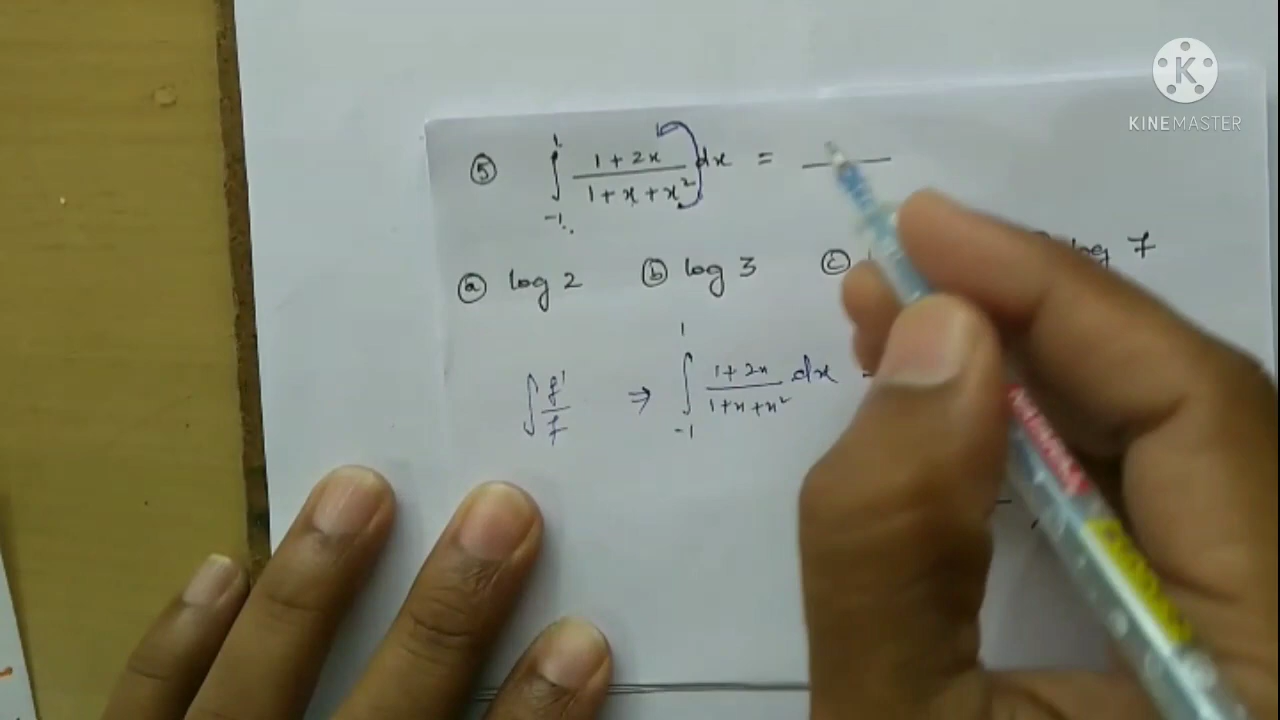 K
KINEMASTER
⑤ ∫₋₁¹ (1 + 2x)/(1 + x + x²) dx = ____
ⓐ log 2 ⓑ log 3 ⓒ log 7
∫ f'/f ⇒ ∫₋₁¹ (1+2x)/(1+x+x²) dx